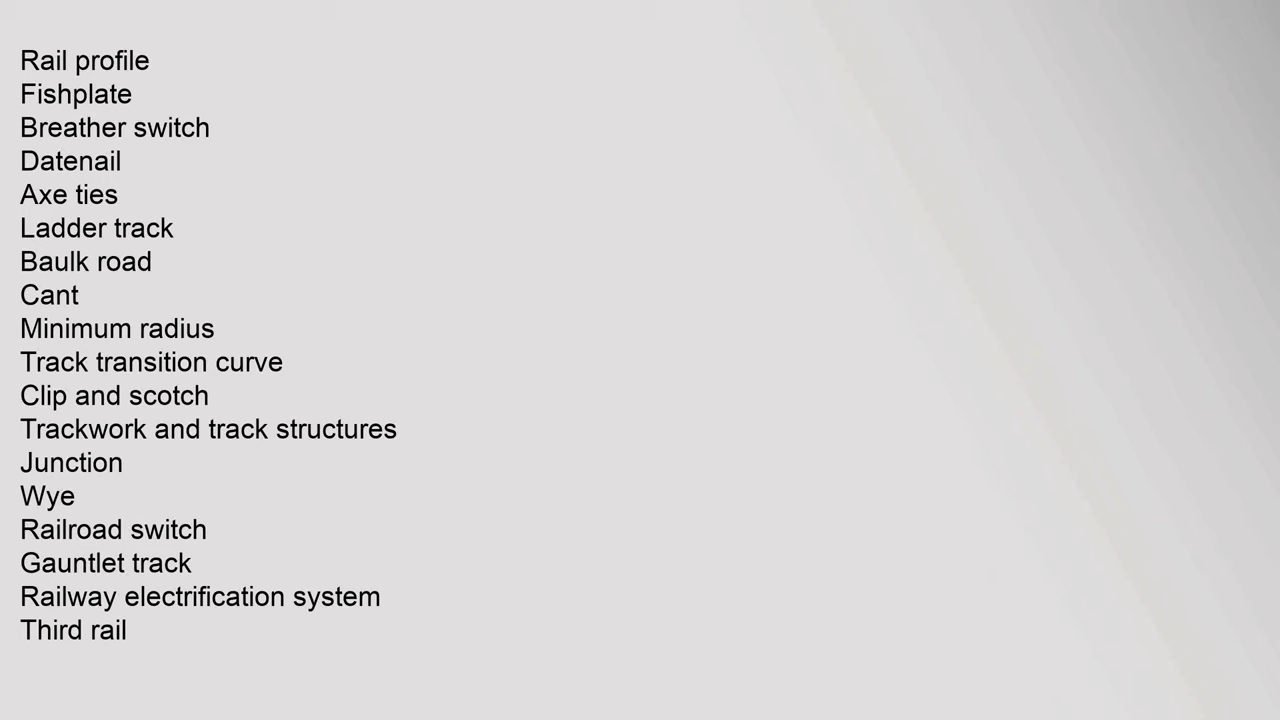 Rail profile
Fishplate
Breather switch
Datenail
Axe ties
Ladder track
Baulk road
Cant
Minimum radius
Track transition curve
Clip and scotch
Trackwork and track structures
Junction
Wye
Railroad switch
Gauntlet track
Railway electrification system
Third rail